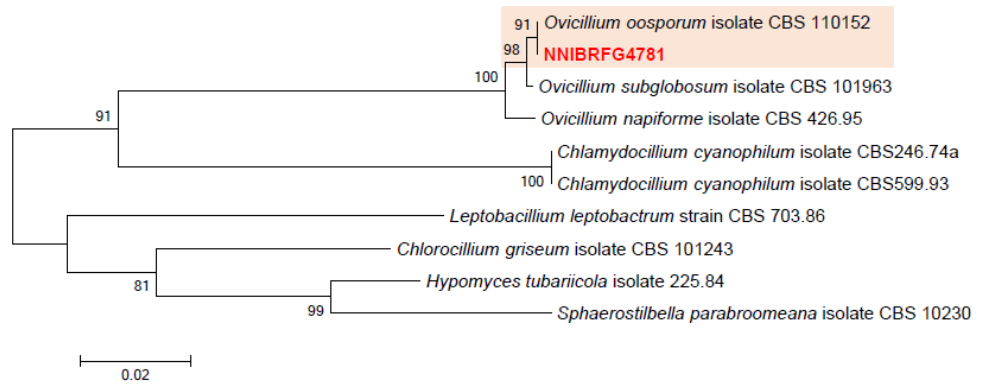 91 Ovicillium oosporum isolate CBS 110152
NNIBRFG4781
98
Ovicillium subglobosum isolate CBS 101963
100
Ovicillium napiforme isolate CBS 426.95
91
Chlamydocillium cyanophilum isolate CBS246.74a
100 Chlamydocillium cyanophilum isolate CBS599.93
Leptobacillium leptobactrum strain CBS 703.86
Chlorocillium griseum isolate CBS 101243
81
Hypomyces tubariicola isolate 225.84
99
Sphaerostilbella parabroomeana isolate CBS 10230
0.02